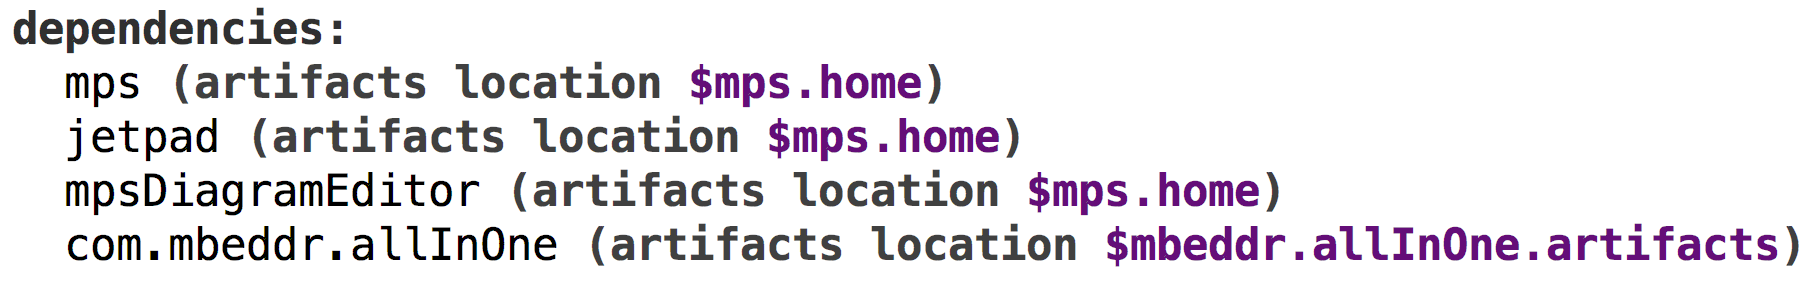 dependencies:
mps (artifacts location $mps.home)
jetpad (artifacts location $mps.home)
mpsDiagramEditor (artifacts location $mps.home)
com.mbeddr.allInOne (artifacts location $mbeddr.allInOne.artifacts)